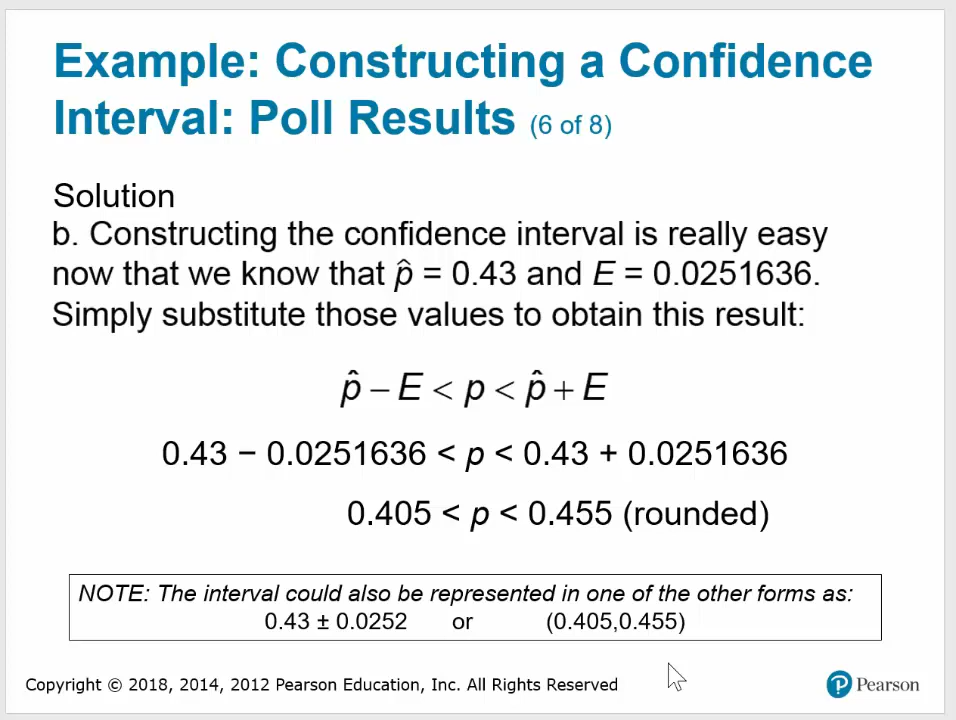 Example: Constructing a Confidence
Interval: Poll Results (6 of 8)
Solution
b. Constructing the confidence interval is really easy
now that we know that p̂ = 0.43 and E = 0.0251636.
Simply substitute those values to obtain this result:
p̂ − E < p < p̂ + E
0.43 − 0.0251636 < p < 0.43 + 0.0251636
0.405 < p < 0.455 (rounded)
NOTE: The interval could also be represented in one of the other forms as:
0.43 ± 0.0252 or (0.405,0.455)
Copyright © 2018, 2014, 2012 Pearson Education, Inc. All Rights Reserved
P Pearson